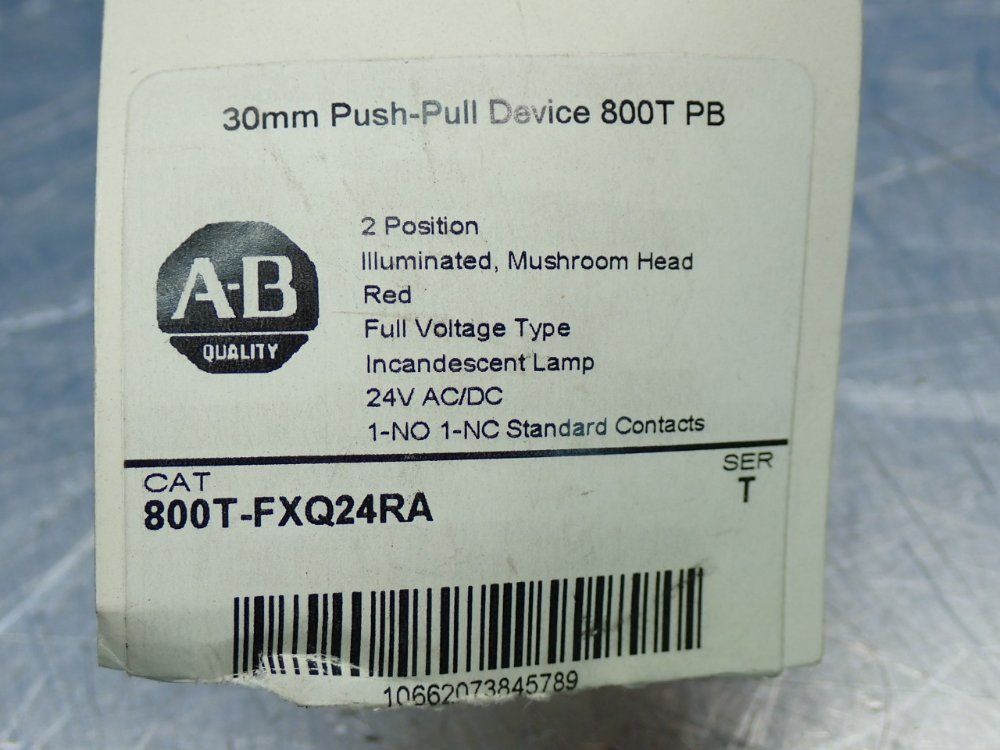 30mm Push-Pull Device 800T PB
A-B
QUALITY
2 Position
Illuminated, Mushroom Head
Red
Full Voltage Type
Incandescent Lamp
24V AC/DC
1-NO 1-NC Standard Contacts
CAT
800T-FXQ24RA
SER
T
10662073845789